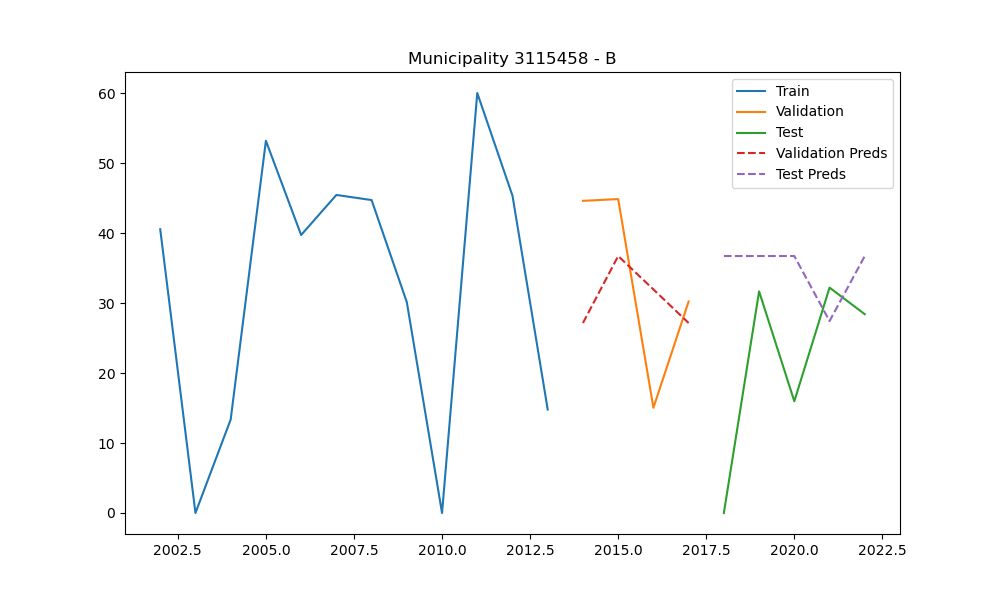 Municipality 3115458 - B
Train
Validation
Test
Validation Preds
Test Preds
60
50
40
30
20
10
0
2002.5 2005.0 2007.5 2010.0 2012.5 2015.0 2017.5 2020.0 2022.5